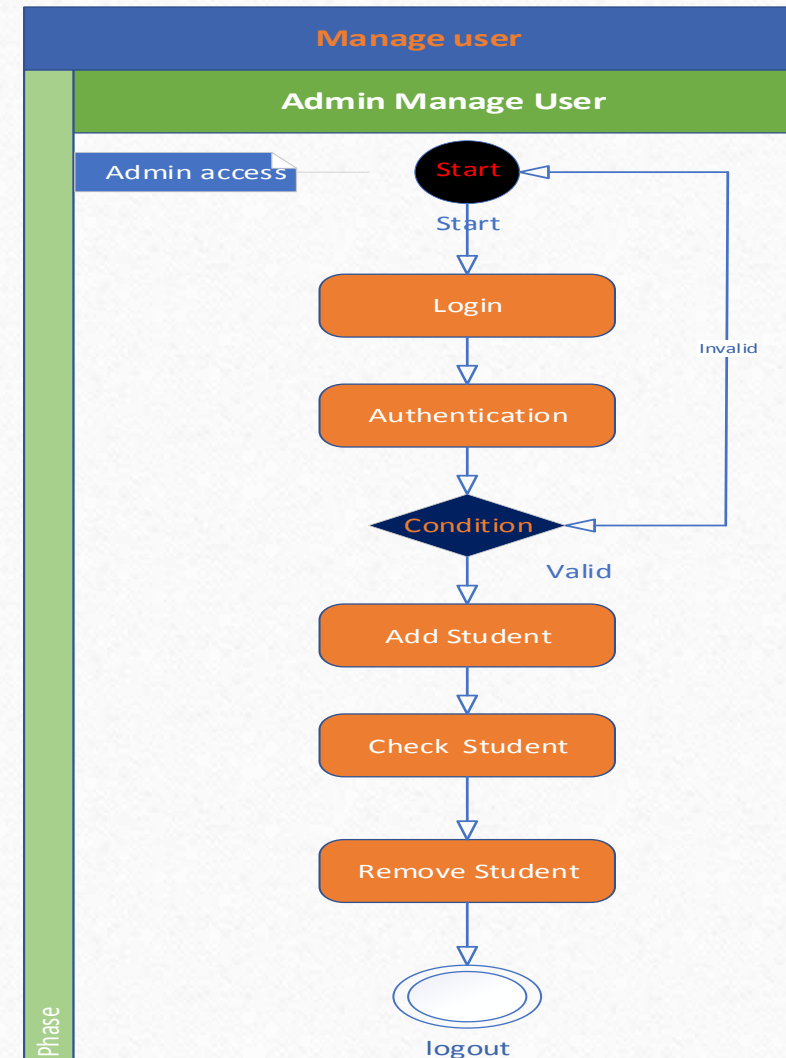 Manage user
Admin Manage User
Admin access
Start
Start
Login
Invalid
Authentication
Condition
Valid
Add Student
Check Student
Remove Student
Phase
logout